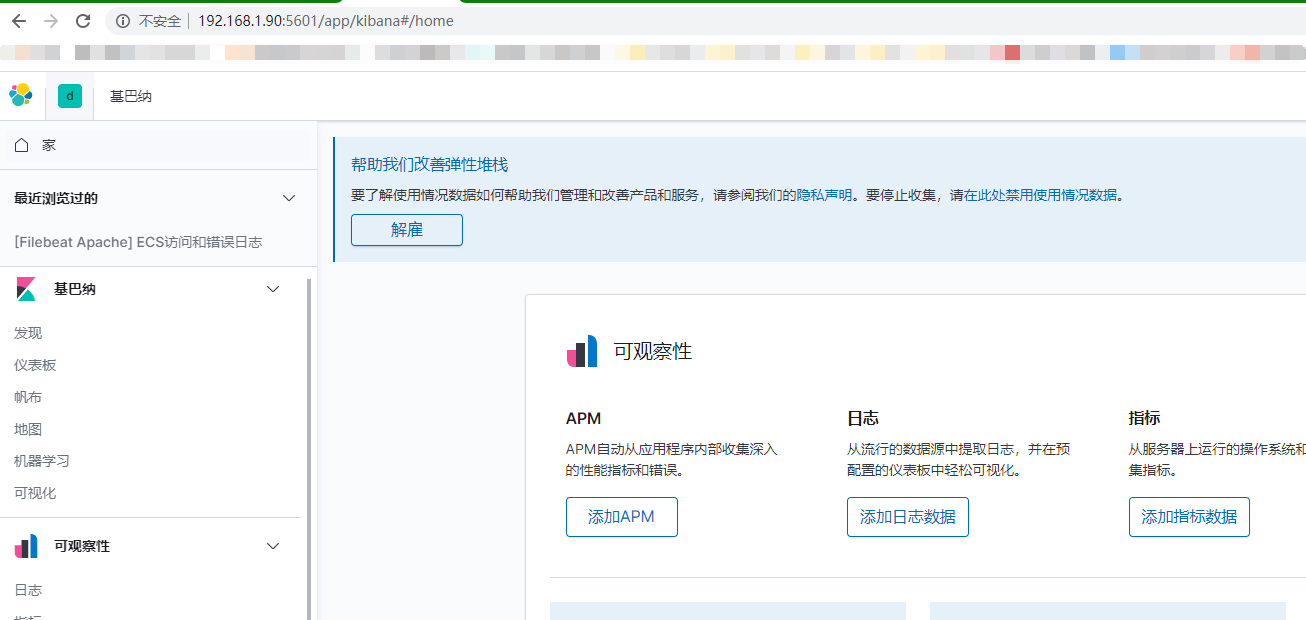 不安全 192.168.1.90:5601/app/kibana#/home
d 基巴纳
家
最近浏览过的
[Filebeat Apache] ECS访问和错误日志
基巴纳
发现
仪表板
帆布
地图
机器学习
可视化
可观察性
日志
指标
帮助我们改善弹性堆栈
要了解使用情况数据如何帮助我们管理和改善产品和服务，请参阅我们的隐私声明。要停止收集，请在此处禁用使用情况数据。
解雇
可观察性
APM
APM自动从应用程序内部收集深入
的性能指标和错误。
添加APM
日志
从流行的数据源中提取日志，并在预
配置的仪表板中轻松可视化。
添加日志数据
指标
从服务器上运行的操作系统和
集指标。
添加指标数据